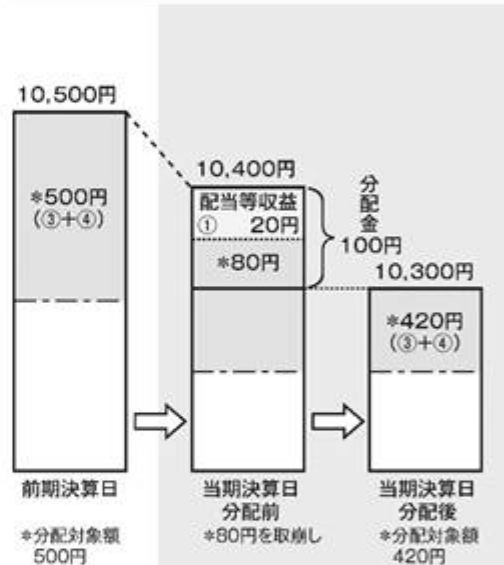 10,500円
*500円
(③+④)
前期決算日
*分配対象額
500円
10,400円
配当等収益
① 20円
*80円
分配金
100円
当期決算日
分配前
*80円を取崩し
10,300円
*420円
(③+④)
当期決算日
分配後
*分配対象額
420円